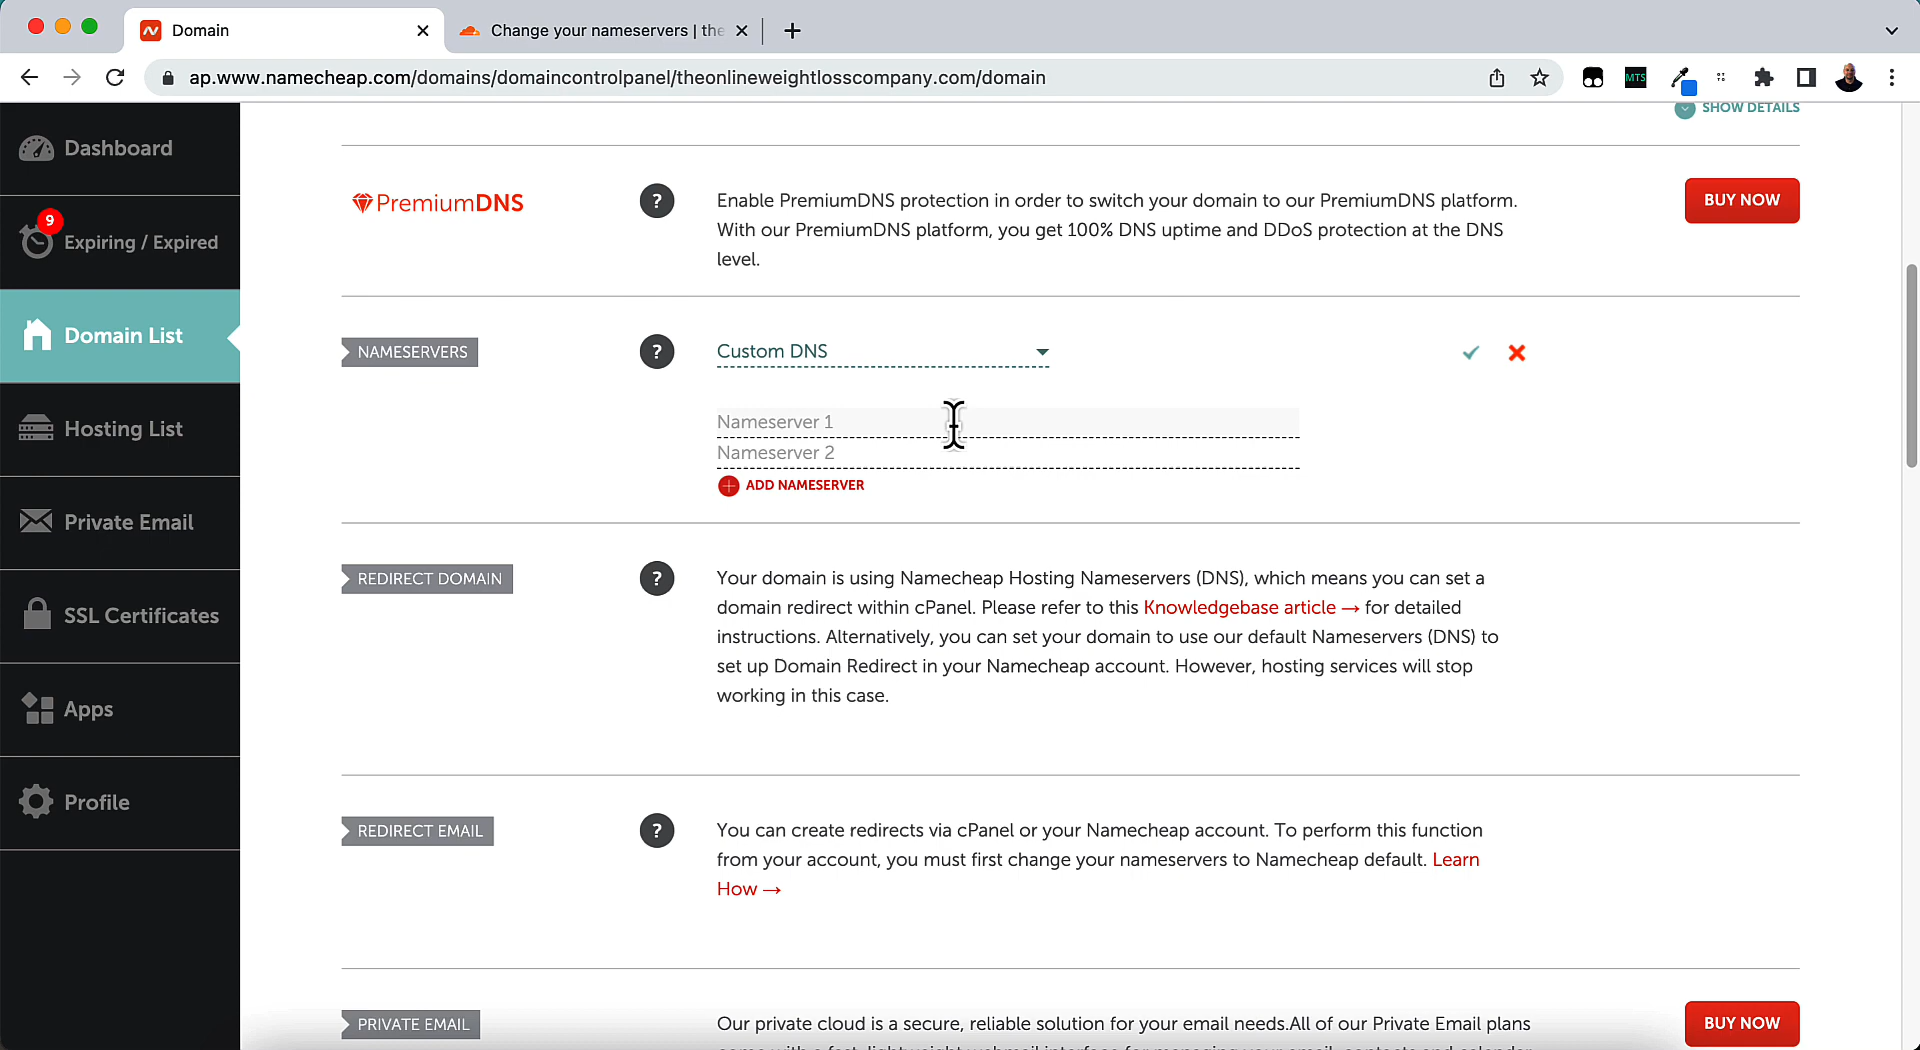 Domain
Change your nameservers | the
ap.www.namecheap.com/domains/domaincontrolpanel/theonlineweightlosscompany.com/domain
MTS
SHOW DETAILS
Dashboard
9
Expiring / Expired
Domain List
Hosting List
Private Email
SSL Certificates
Apps
Profile
PremiumDNS
?
Enable PremiumDNS protection in order to switch your domain to our PremiumDNS platform.
With our PremiumDNS platform, you get 100% DNS uptime and DDoS protection at the DNS
level.
BUY NOW
NAMESERVERS
?
Custom DNS
Nameserver 1
Nameserver 2
ADD NAMESERVER
REDIRECT DOMAIN
?
Your domain is using Namecheap Hosting Nameservers (DNS), which means you can set a
domain redirect within cPanel. Please refer to this Knowledgebase article → for detailed
instructions. Alternatively, you can set your domain to use our default Nameservers (DNS) to
set up Domain Redirect in your Namecheap account. However, hosting services will stop
working in this case.
REDIRECT EMAIL
?
You can create redirects via cPanel or your Namecheap account. To perform this function
from your account, you must first change your nameservers to Namecheap default. Learn
How →
PRIVATE EMAIL
Our private cloud is a secure, reliable solution for your email needs.All of our Private Email plans
BUY NOW